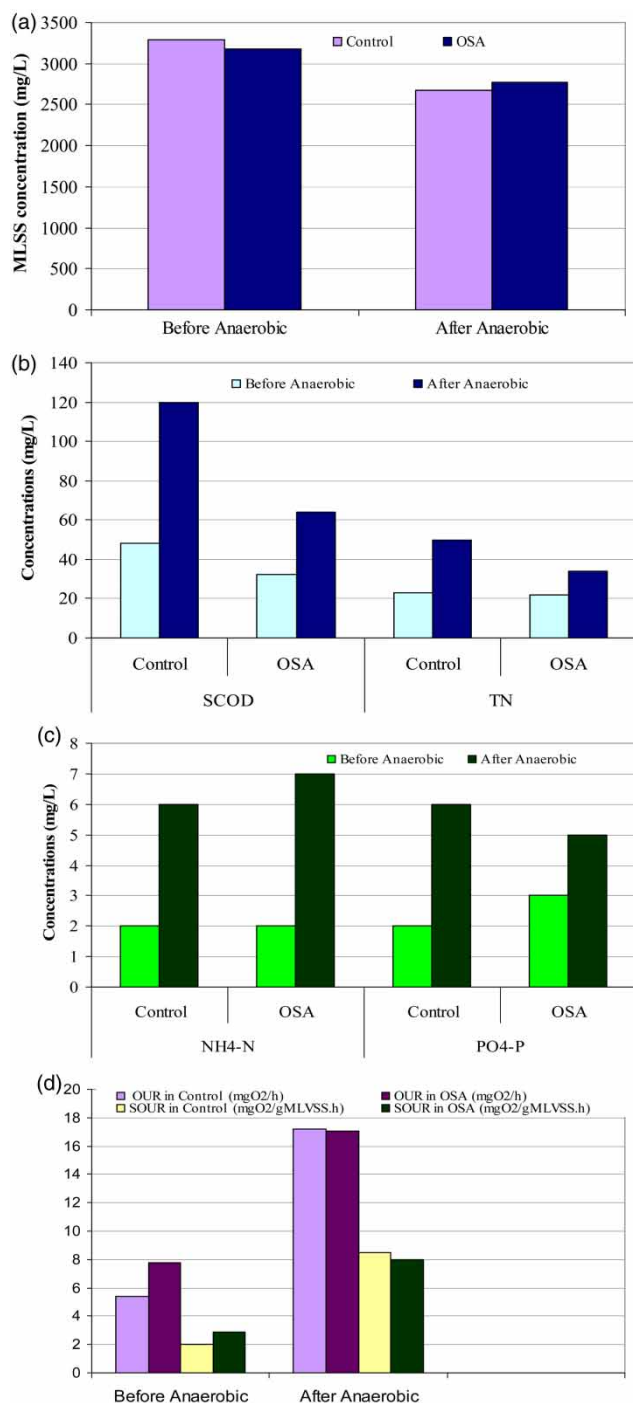 (a)
3500
3000
2500
2000
1500
1000
500
0
MLSS concentration (mg/L)
Control OSA
Before Anaerobic After Anaerobic
(b)
140
120
100
80
60
40
20
0
Concentrations (mg/L)
Before Anaerobic After Anaerobic
Control OSA Control OSA
SCOD TN
(c)
8
7
6
5
4
3
2
1
0
Concentrations (mg/L)
Before Anaerobic After Anaerobic
Control OSA Control OSA
NH4-N PO4-P
(d)
20
18
16
14
12
10
8
6
4
2
0
OUR in Control (mgO2/h) OUR in OSA (mgO2/h)
SOUR in Control (mgO2/gMLVSS.h) SOUR in OSA (mgO2/gMLVSS.h)
Before Anaerobic After Anaerobic